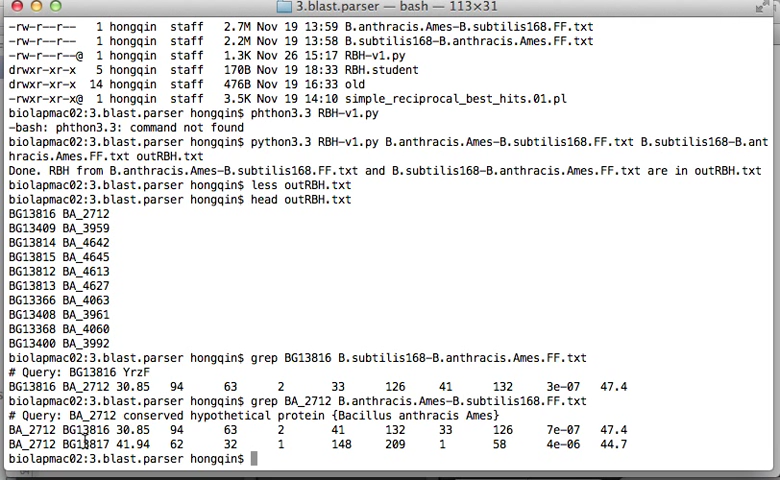 3.blast.parser — bash — 113×31
-rw-r--r-- 1 hongqin staff 2.7M Nov 19 13:59 B.anthracis.Ames-B.subtilis168.FF.txt
-rw-r--r-- 1 hongqin staff 2.2M Nov 19 13:58 B.subtilis168-B.anthracis.Ames.FF.txt
-rw-r--r--@ 1 hongqin staff 1.3K Nov 26 15:17 RBH-v1.py
drwxr-xr-x 5 hongqin staff 170B Nov 19 18:33 RBH.student
drwxr-xr-x 14 hongqin staff 476B Nov 19 16:33 old
-rwxr-xr-x@ 1 hongqin staff 3.5K Nov 19 14:10 simple_reciprocal_best_hits.01.pl
biolapmac02:3.blast.parser hongqin$ phthon3.3 RBH-v1.py
-bash: phthon3.3: command not found
biolapmac02:3.blast.parser hongqin$ python3.3 RBH-v1.py B.anthracis.Ames-B.subtilis168.FF.txt B.subtilis168-B.ant
hracis.Ames.FF.txt outRBH.txt
Done. RBH from B.anthracis.Ames-B.subtilis168.FF.txt and B.subtilis168-B.anthracis.Ames.FF.txt are in outRBH.txt
biolapmac02:3.blast.parser hongqin$ less outRBH.txt
biolapmac02:3.blast.parser hongqin$ head outRBH.txt
BG13816 BA_2712
BG13409 BA_3959
BG13814 BA_4642
BG13815 BA_4645
BG13812 BA_4613
BG13813 BA_4627
BG13366 BA_4063
BG13408 BA_3961
BG13368 BA_4060
BG13400 BA_3992
biolapmac02:3.blast.parser hongqin$ grep BG13816 B.subtilis168-B.anthracis.Ames.FF.txt
# Query: BG13816 YrzF
BG13816 BA_2712 30.85 94 63 2 33 126 41 132 3e-07 47.4
biolapmac02:3.blast.parser hongqin$ grep BA_2712 B.anthracis.Ames-B.subtilis168.FF.txt
# Query: BA_2712 conserved hypothetical protein {Bacillus anthracis Ames}
BA_2712 BG13816 30.85 94 63 2 41 132 33 126 7e-07 47.4
BA_2712 BG13817 41.94 62 32 1 148 209 1 58 4e-06 44.7
biolapmac02:3.blast.parser hongqin$